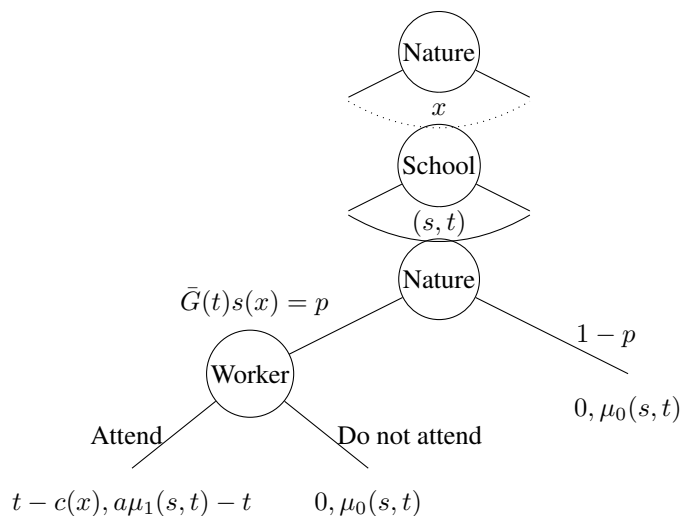 Nature
x
School
(s, t)
Nature
Ḡ(t)s(x) = p
1 − p
Worker
0, μ₀(s, t)
Attend
Do not attend
t − c(x), aμ₁(s, t) − t
0, μ₀(s, t)